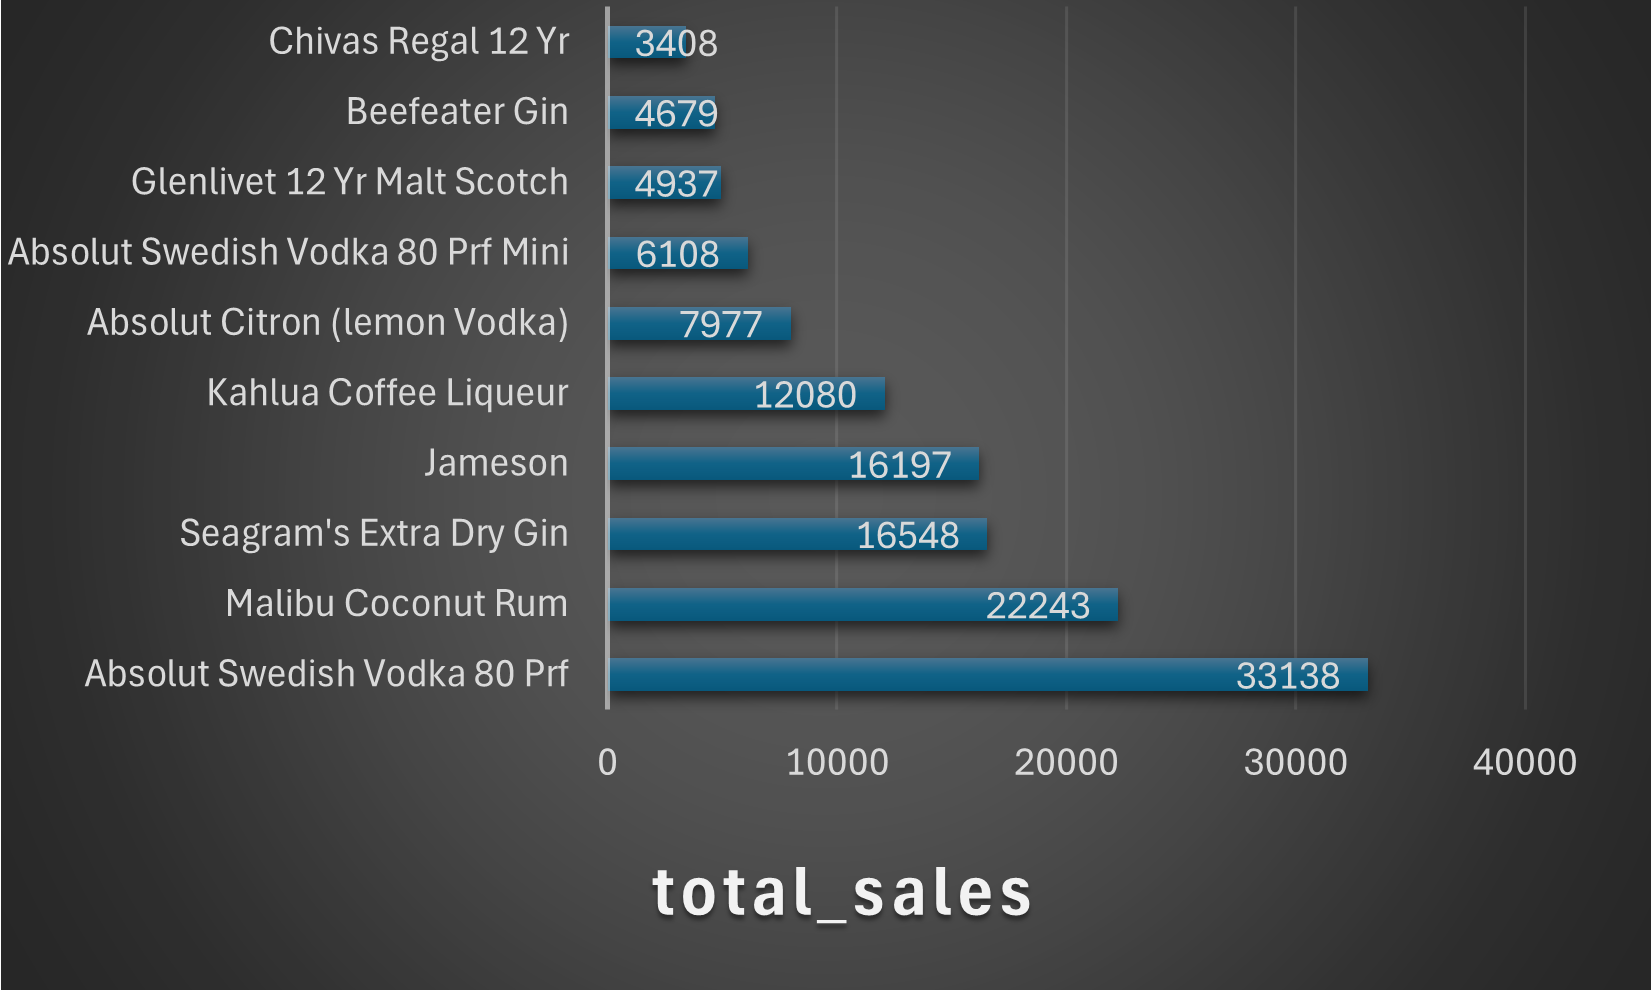 Chivas Regal 12 Yr 3408
Beefeater Gin 4679
Glenlivet 12 Yr Malt Scotch 4937
Absolut Swedish Vodka 80 Prf Mini 6108
Absolut Citron (lemon Vodka) 7977
Kahlua Coffee Liqueur 12080
Jameson 16197
Seagram's Extra Dry Gin 16548
Malibu Coconut Rum 22243
Absolut Swedish Vodka 80 Prf 33138
0 10000 20000 30000 40000
total_sales